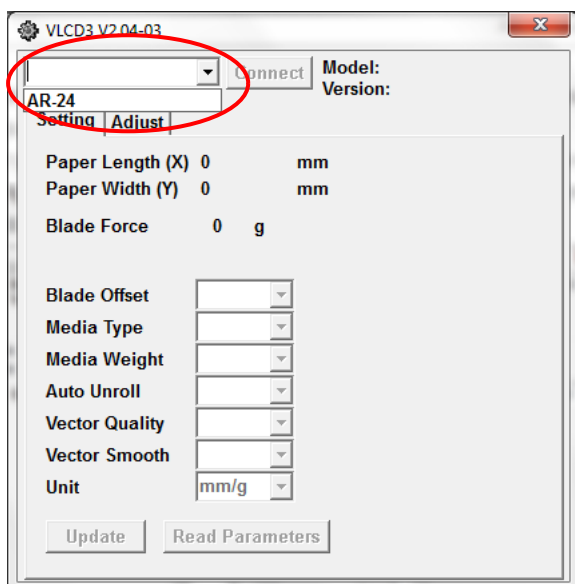 VLCD3 V2.04-03
Connect Model:
Version:
AR-24
Setting Adjust
Paper Length (X) 0 mm
Paper Width (Y) 0 mm
Blade Force 0 g
Blade Offset
Media Type
Media Weight
Auto Unroll
Vector Quality
Vector Smooth
Unit mm/g
Update Read Parameters